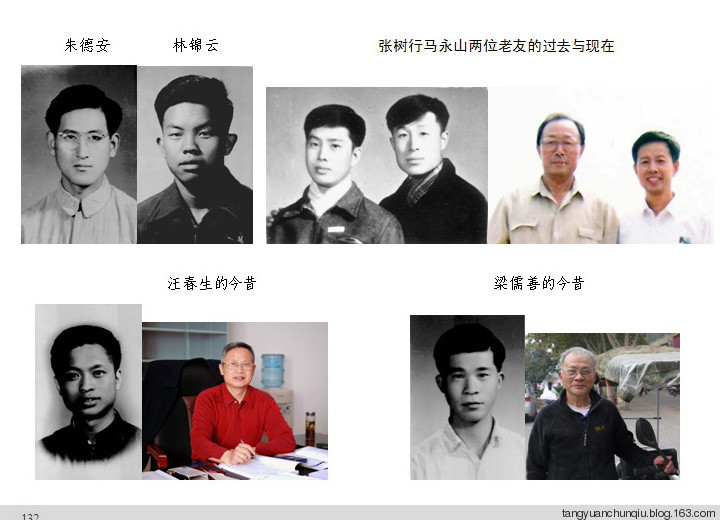 朱德安 林锦云
张树行马永山两位老友的过去与现在
汪春生的今昔
梁儒善的今昔
132
tangyuanchunqiu.blog.163.com